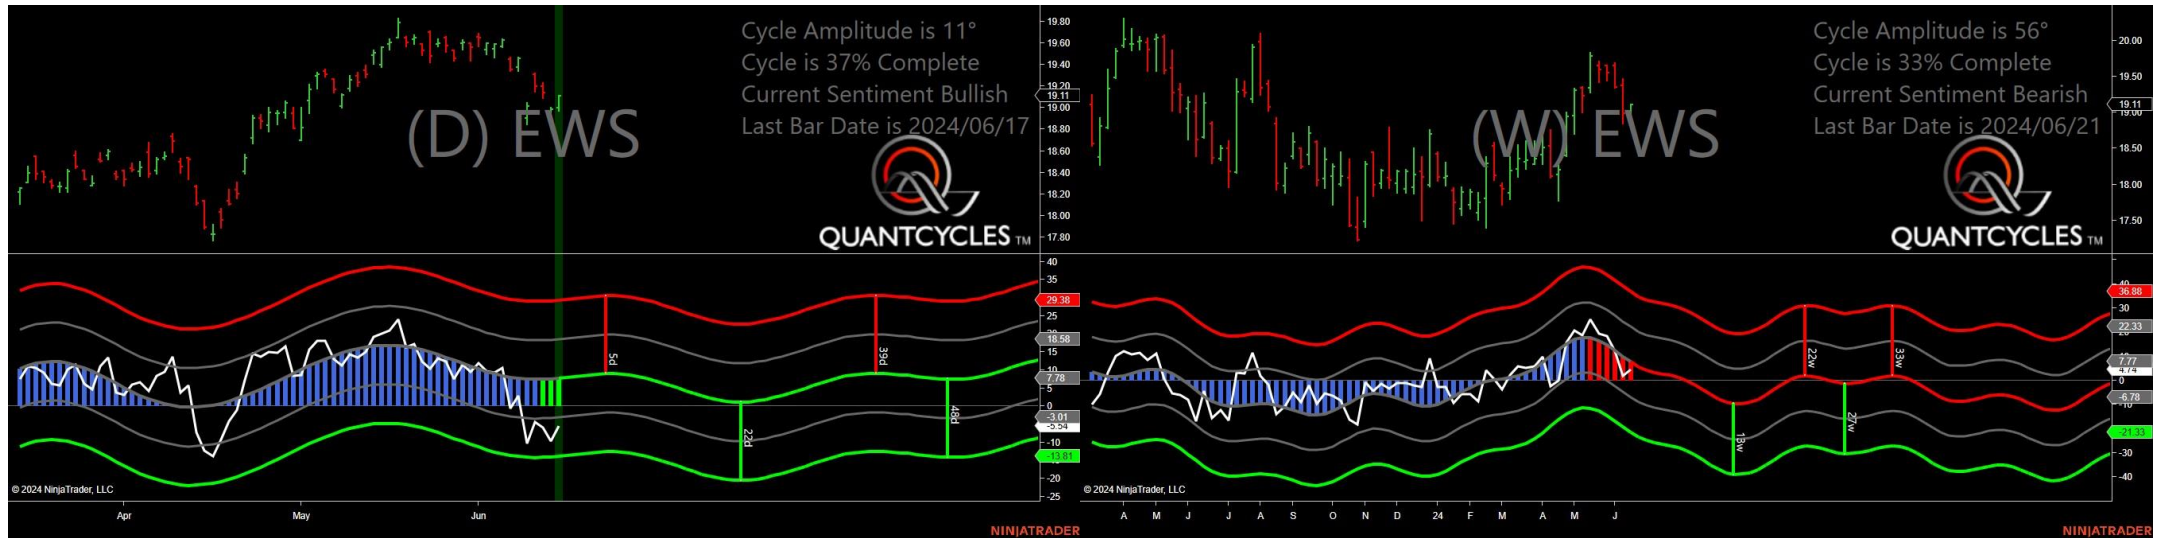 Cycle Amplitude is 11°
Cycle is 37% Complete
Current Sentiment Bullish
Last Bar Date is 2024/06/17
(D) EWS
QUANTCYCLES TM
19.80
19.60
19.40
19.20
19.11
19.00
18.80
18.60
18.40
18.20
18.00
17.80
40
35
29.38
25
18.58
15
10
7.78
5
0
-3.01
-5.54
-10
-13.81
-20
-25
5d
22d
39d
48d
© 2024 NinjaTrader, LLC
Apr
May
Jun
NINJATRADER
Cycle Amplitude is 56°
Cycle is 33% Complete
Current Sentiment Bearish
Last Bar Date is 2024/06/21
(W) EWS
QUANTCYCLES TM
20.00
19.50
19.11
19.00
18.50
18.00
17.50
36.88
30
22.33
7.77
4.74
0
-6.78
-21.33
-30
-40
13w
22w
27w
33w
© 2024 NinjaTrader, LLC
A
M
J
J
A
S
O
N
D
24
F
M
A
M
J
NINJATRADER